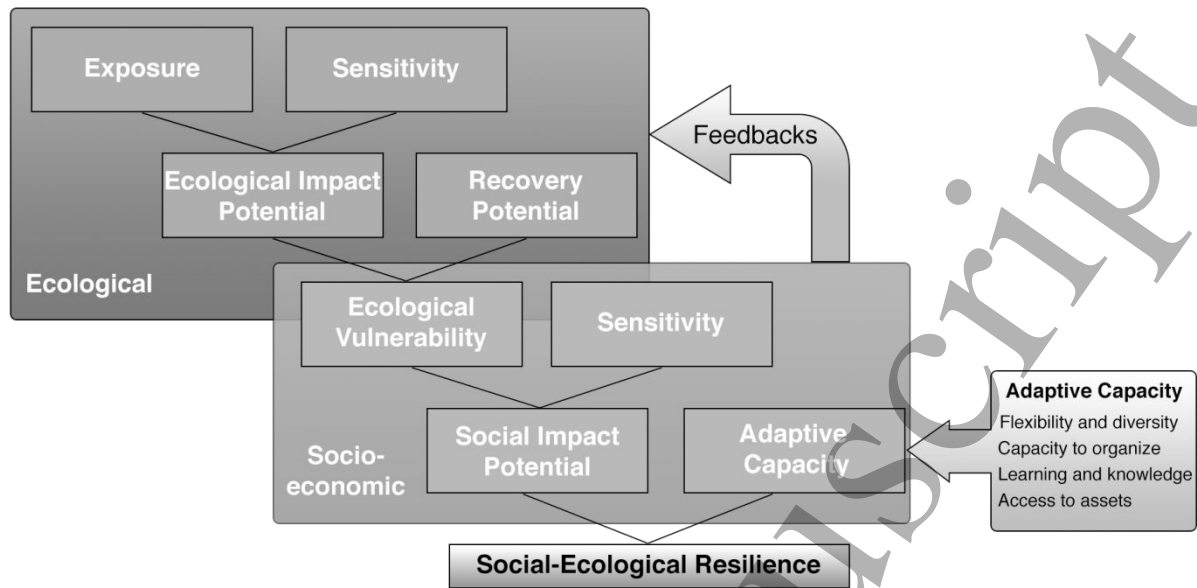 Exposure
Sensitivity
Feedbacks
Ecological Impact
Potential
Recovery
Potential
Ecological
Ecological
Vulnerability
Sensitivity
Social Impact
Potential
Adaptive
Capacity
Socio-
economic
Adaptive Capacity
Flexibility and diversity
Capacity to organize
Learning and knowledge
Access to assets
Social-Ecological Resilience
uscript